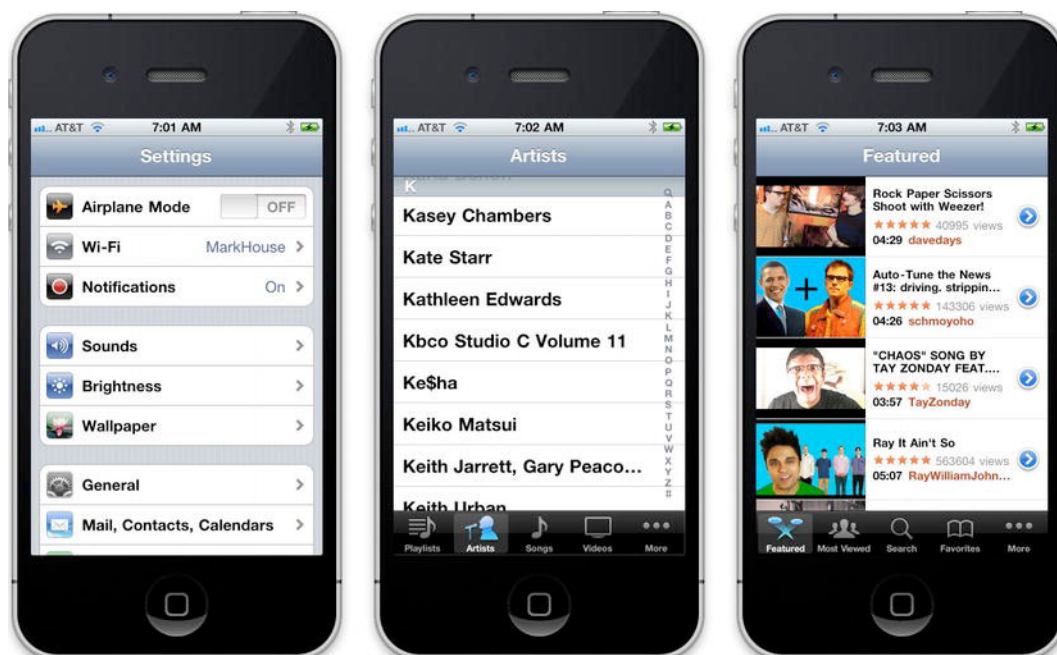 AT&T 7:01 AM
Settings
Airplane Mode OFF
Wi-Fi MarkHouse
Notifications On
Sounds
Brightness
Wallpaper
General
Mail, Contacts, Calendars
AT&T 7:02 AM
Artists
K
Kasey Chambers
Kate Starr
Kathleen Edwards
Kbco Studio C Volume 11
Ke$ha
Keiko Matsui
Keith Jarrett, Gary Peaco...
Keith Urban
A
B
C
D
E
F
G
H
I
J
K
L
M
N
O
P
Q
R
S
T
U
V
W
X
Y
Z
#
Playlists Artists Songs Videos More
AT&T 7:03 AM
Featured
Rock Paper Scissors
Shoot with Weezer!
40995 views
04:29 davedays
Auto-Tune the News
#13: driving. strippin...
143306 views
04:26 schmoyoho
"CHAOS" SONG BY
TAY ZONDAY FEAT....
15026 views
03:57 TayZonday
Ray It Ain't So
563604 views
05:07 RayWilliamJohn...
Featured Most Viewed Search Favorites More